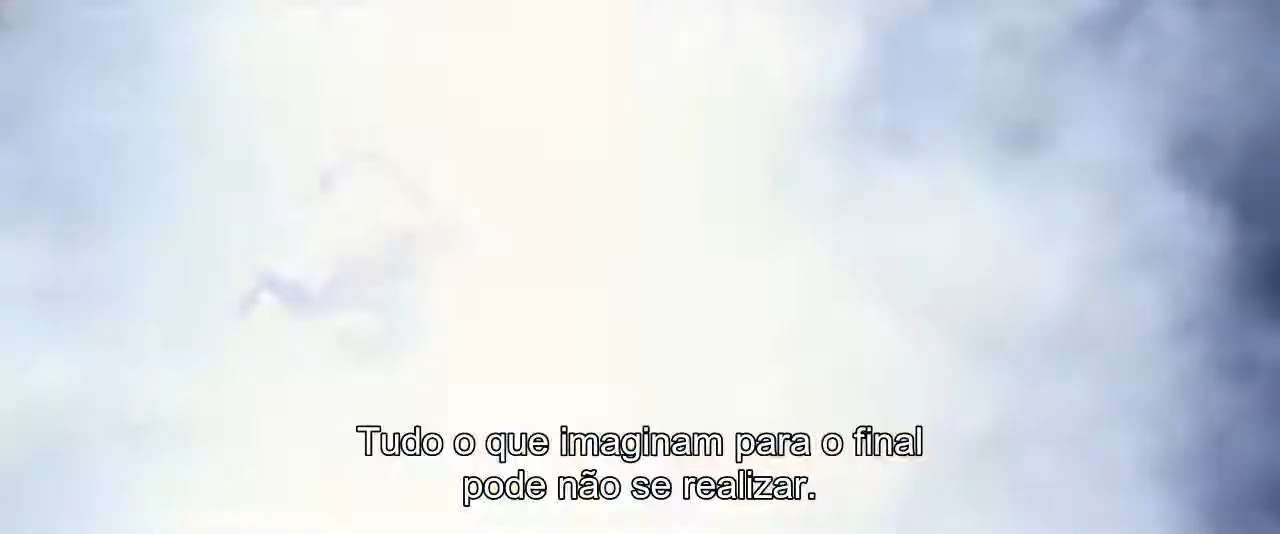 Tudo o que imaginam para o final
pode não se realizar.